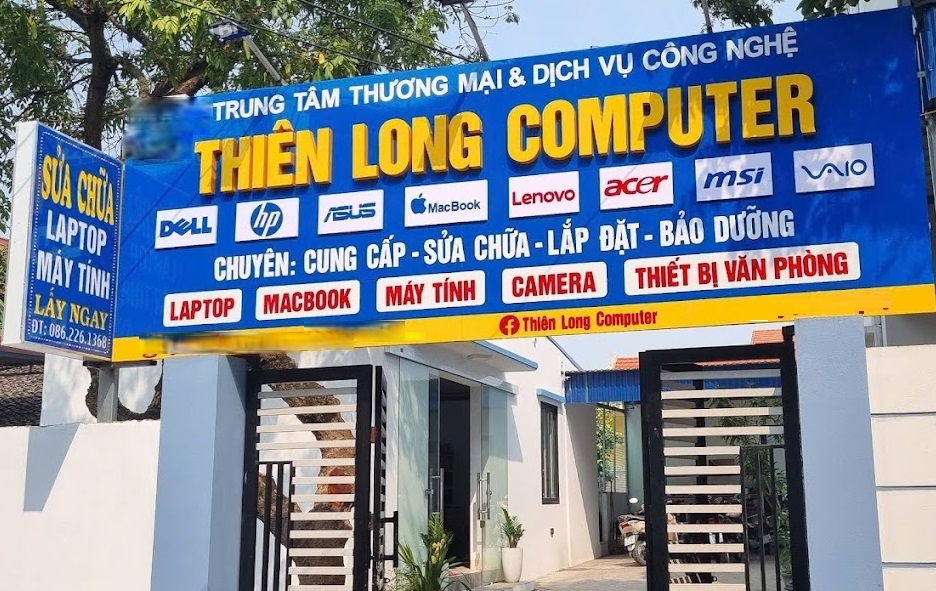 TRUNG TÂM THƯƠNG MẠI & DỊCH VỤ CÔNG NGHỆ
THIÊN LONG COMPUTER
DELL hp ASUS MacBook Lenovo acer msi VAIO
CHUYÊN: CUNG CẤP - SỬA CHỮA - LẮP ĐẶT - BẢO DƯỠNG
LAPTOP MACBOOK MÁY TÍNH CAMERA THIẾT BỊ VĂN PHÒNG
Thiên Long Computer
SỬA CHỮA
LAPTOP
MÁY TÍNH
LẤY NGAY
ĐT: 086.226.1368